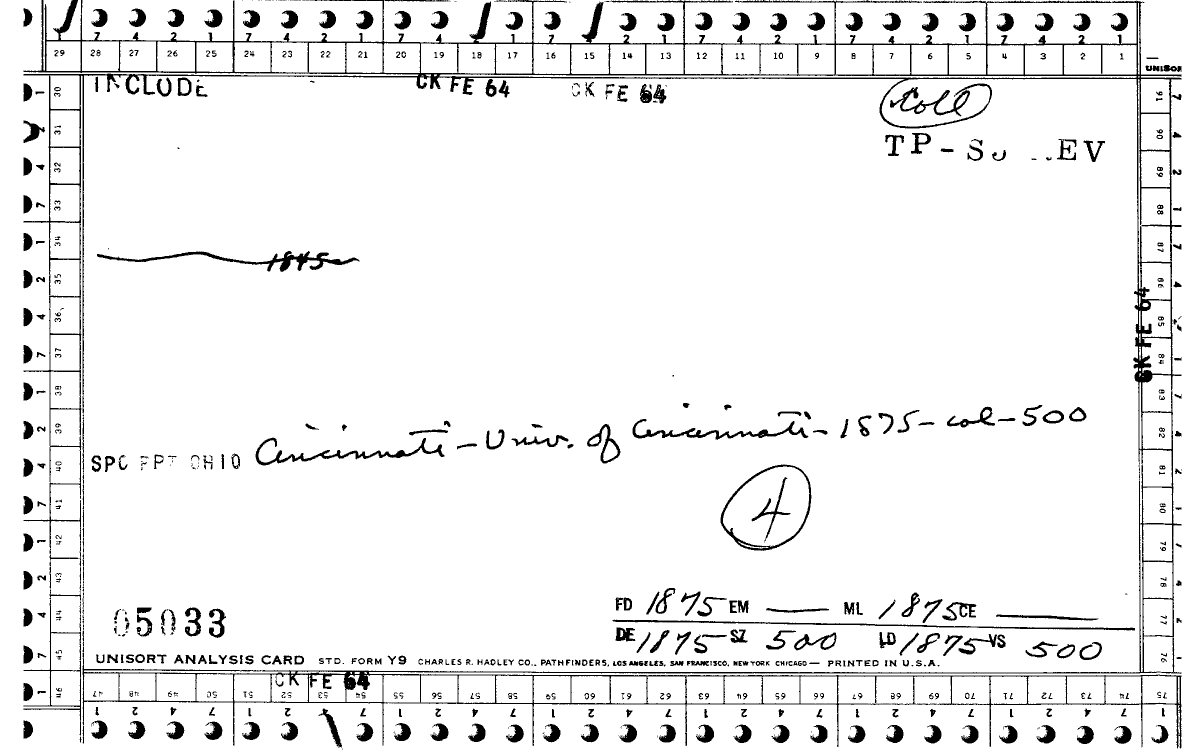 7 4 2 1 7 4 2 1 7 4 2 1 7 4 2 1 7 4 2 1 7 4 2 1 7 4 2 1
29 28 27 26 25 24 23 22 21 20 19 18 17 16 15 14 13 12 11 10 9 8 7 6 5 4 3 2 1
INCLUDE CK FE 64 CK FE 64 Coll
TP-
1845
SPC RPT OHIO Cincinnati - Univ. of Cincinnati - 1875 - col - 500
4
05033
FD 1875 EM — ML 1875 CE —
DE 1875 SZ 500 LD 1875 VS 500
UNISORT ANALYSIS CARD STD. FORM Y9 CHARLES R. HADLEY CO., PATHFINDERS, LOS ANGELES, SAN FRANCISCO, NEW YORK CHICAGO — PRINTED IN U.S.A.
CK FE 64
47 48 49 50 51 52 53 54 55 56 57 58 59 60 61 62 63 64 65 66 67 68 69 70 71 72 73 74 75
1 2 4 7 1 2 4 7 1 2 4 7 1 2 4 7 1 2 4 7 1 2 4 7 1 2 4 7 1
30 31 32 33 34 35 36 37 38 39 40 41 42 43 44 45 46
91 90 89 88 87 86 85 84 83 82 81 80 79 78 77 76
CK FE 64